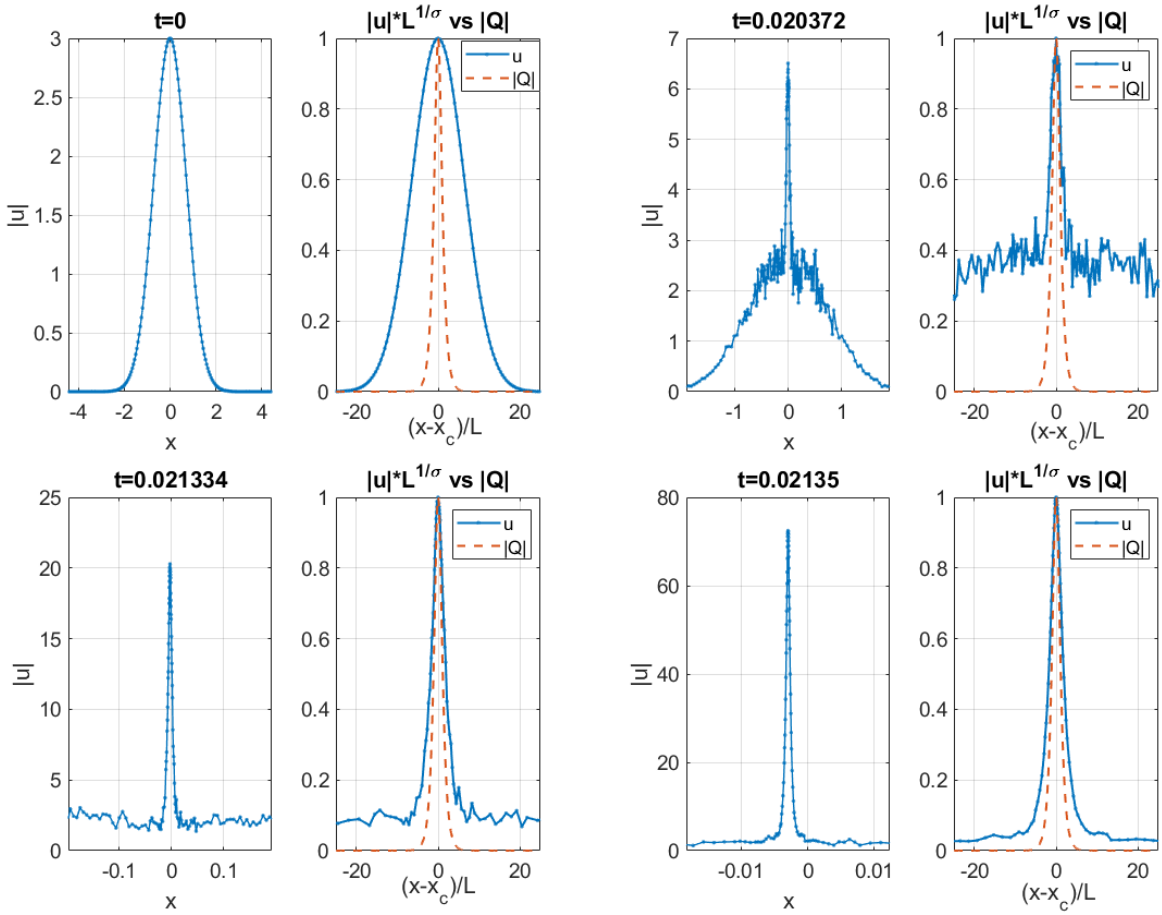 t=0
3
2.5
2
1.5
1
0.5
0
-4
-2
0
2
4
|u|
x
|u|*L^{1/σ} vs |Q|
u
|Q|
1
0.8
0.6
0.4
0.2
0
-20
0
20
(x-x_c)/L
t=0.020372
7
6
5
4
3
2
1
0
-1
0
1
|u|
x
|u|*L^{1/σ} vs |Q|
u
|Q|
1
0.8
0.6
0.4
0.2
0
-20
0
20
(x-x_c)/L
t=0.021334
25
20
15
10
5
0
-0.1
0
0.1
|u|
x
|u|*L^{1/σ} vs |Q|
u
|Q|
1
0.8
0.6
0.4
0.2
0
-20
0
20
(x-x_c)/L
t=0.02135
80
60
40
20
0
-0.01
0
0.01
|u|
x
|u|*L^{1/σ} vs |Q|
u
|Q|
1
0.8
0.6
0.4
0.2
0
-20
0
20
(x-x_c)/L